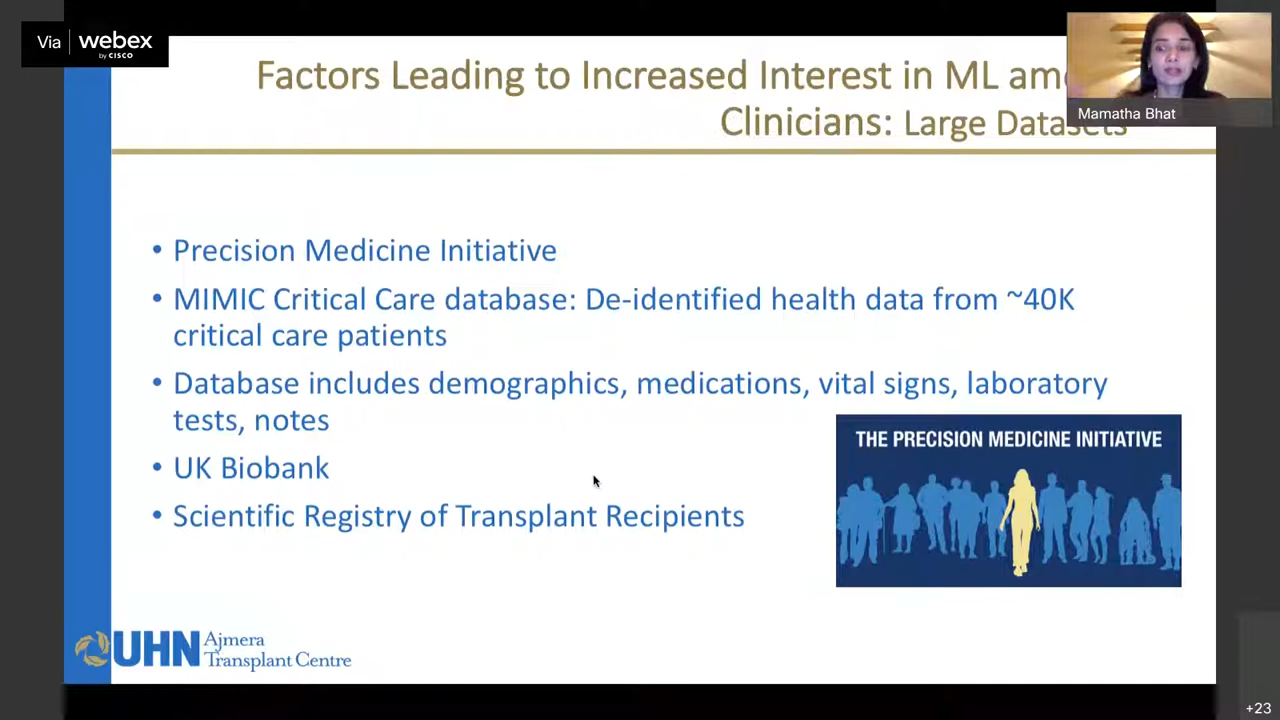 Via webex
by CISCO
Mamatha Bhat
Factors Leading to Increased Interest in ML
Clinicians: Large Datasets
• Precision Medicine Initiative
• MIMIC Critical Care database: De-identified health data from ~40K
critical care patients
• Database includes demographics, medications, vital signs, laboratory
tests, notes
• UK Biobank
• Scientific Registry of Transplant Recipients
THE PRECISION MEDICINE INITIATIVE
UHN Ajmera
Transplant Centre
+23